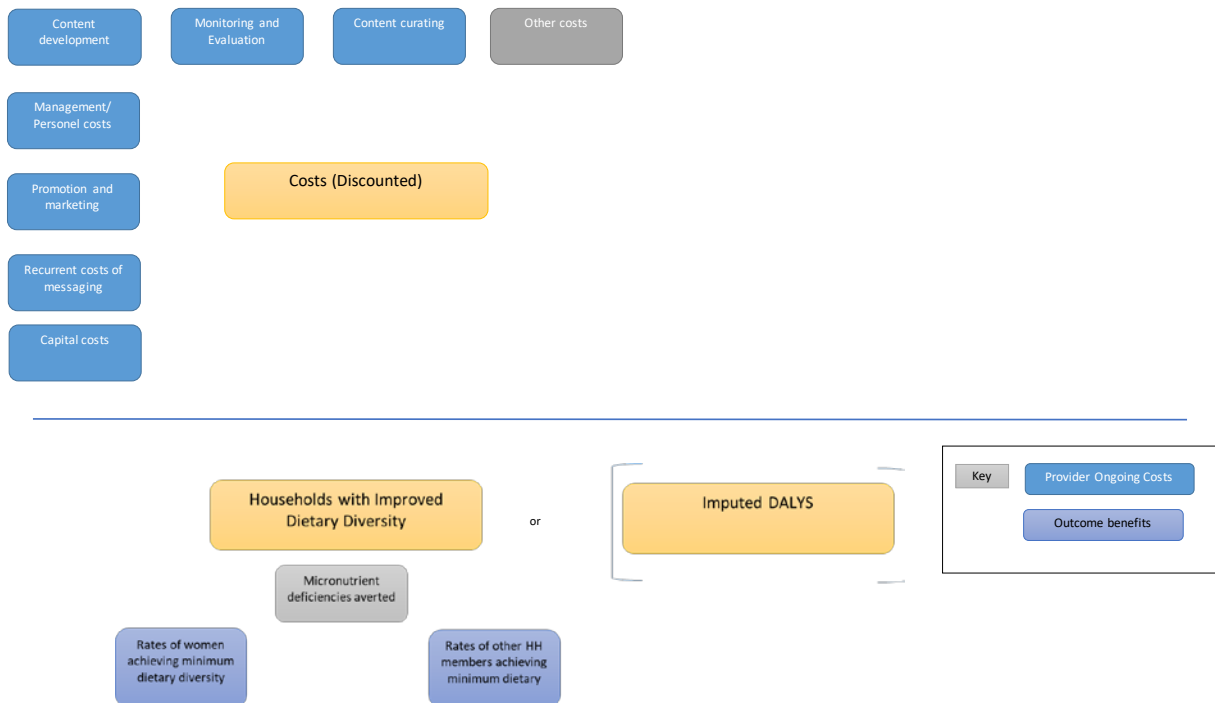 Content
development
Monitoring and
Evaluation
Content curating
Other costs
Management/
Personel costs
Costs (Discounted)
Promotion and
marketing
Recurrent costs of
messaging
Capital costs
Households with Improved
Dietary Diversity
or
Imputed DALYS
Key
Provider Ongoing Costs
Outcome benefits
Micronutrient
deficiencies averted
Rates of women
achieving minimum
dietary diversity
Rates of other HH
members achieving
minimum dietary